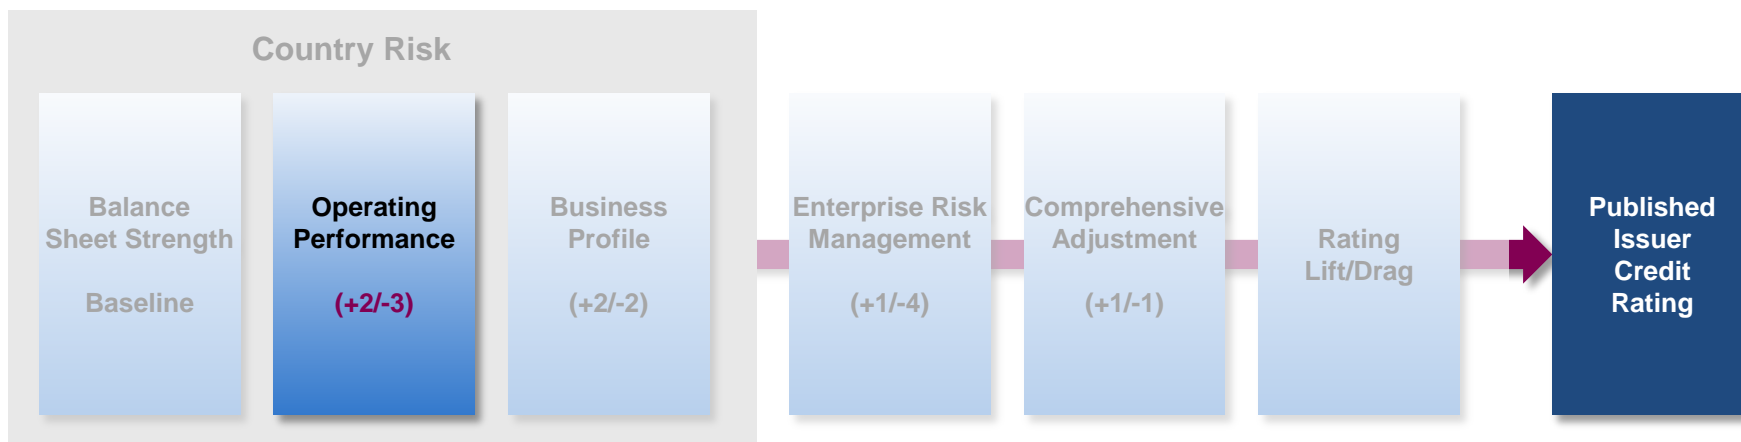 Country Risk
Balance
Sheet Strength
Baseline
Operating
Performance
(+2/-3)
Business
Profile
(+2/-2)
Enterprise Risk
Management
(+1/-4)
Comprehensive
Adjustment
(+1/-1)
Rating
Lift/Drag
Published
Issuer
Credit
Rating